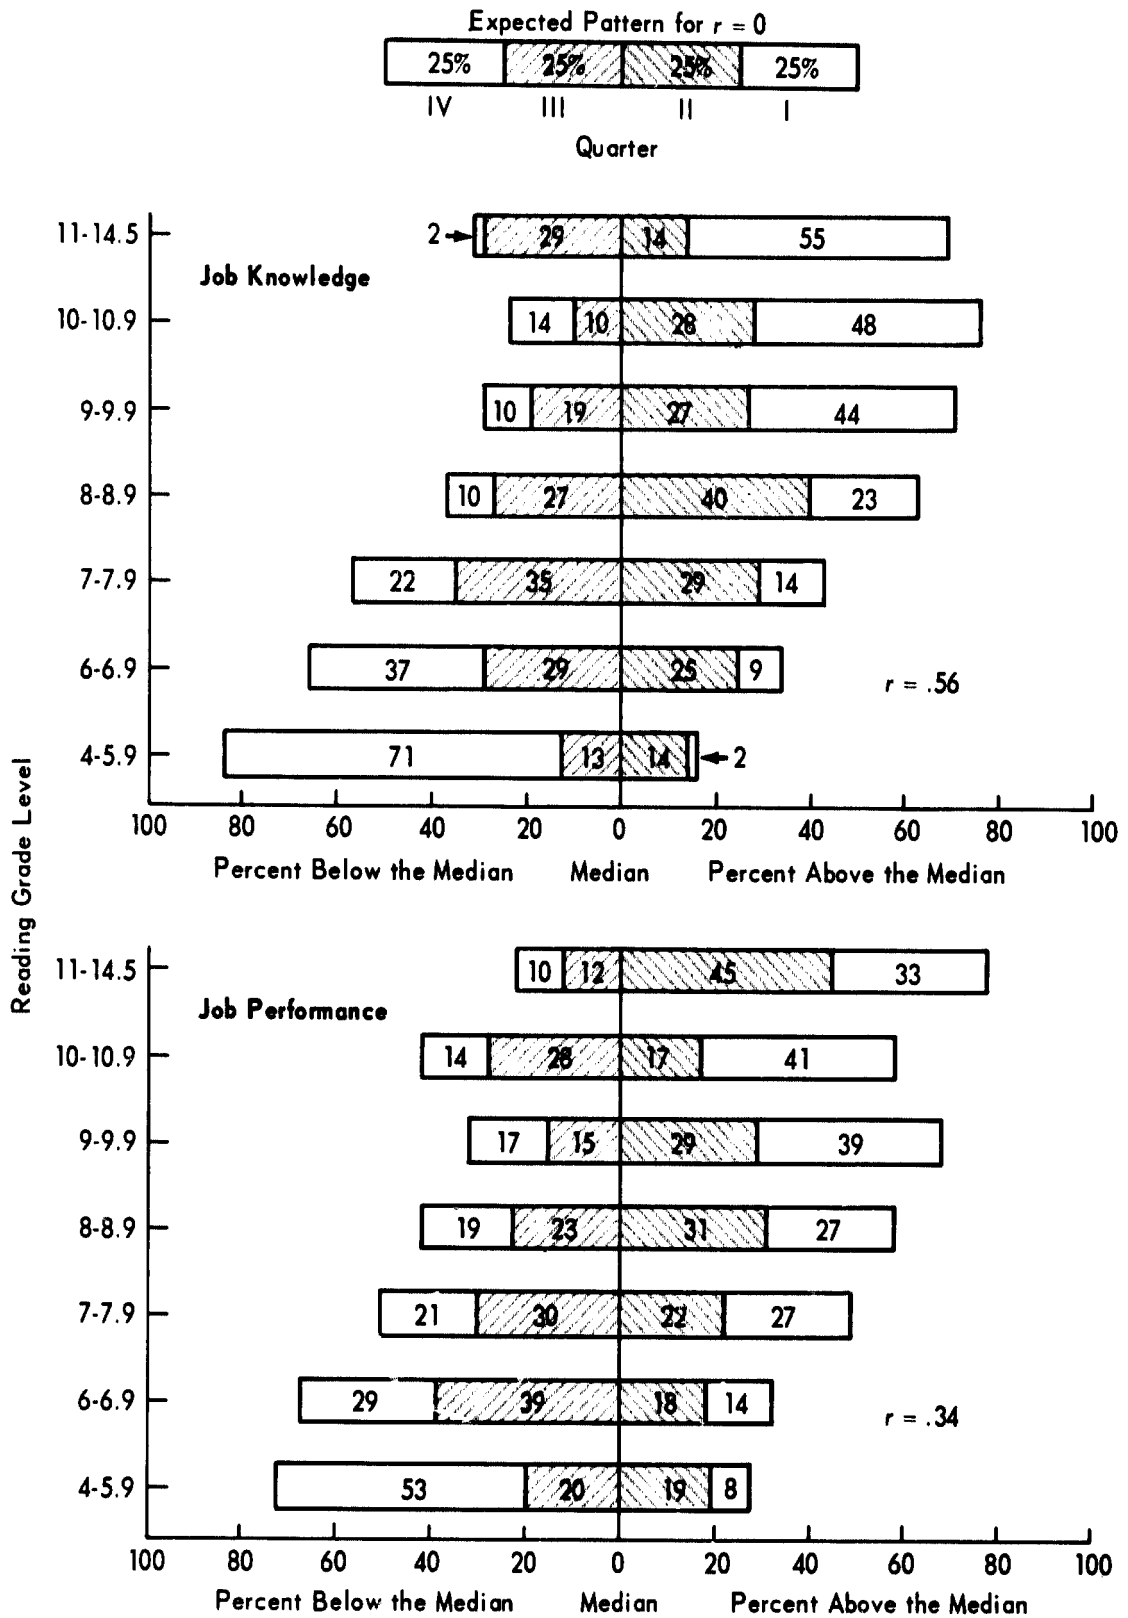 Expected Pattern for r = 0
25% 25% 25% 25%
IV III II I
Quarter
Reading Grade Level
11-14.5 2 29 14 55
Job Knowledge
10-10.9 14 10 28 48
9-9.9 10 19 27 44
8-8.9 10 27 40 23
7-7.9 22 35 29 14
6-6.9 37 29 25 9
r = .56
4-5.9 71 13 14 2
100 80 60 40 20 0 20 40 60 80 100
Percent Below the Median Median Percent Above the Median
11-14.5 10 12 45 33
Job Performance
10-10.9 14 28 17 41
9-9.9 17 15 29 39
8-8.9 19 23 31 27
7-7.9 21 30 22 27
6-6.9 29 39 18 14
r = .34
4-5.9 53 20 19 8
100 80 60 40 20 0 20 40 60 80 100
Percent Below the Median Median Percent Above the Median